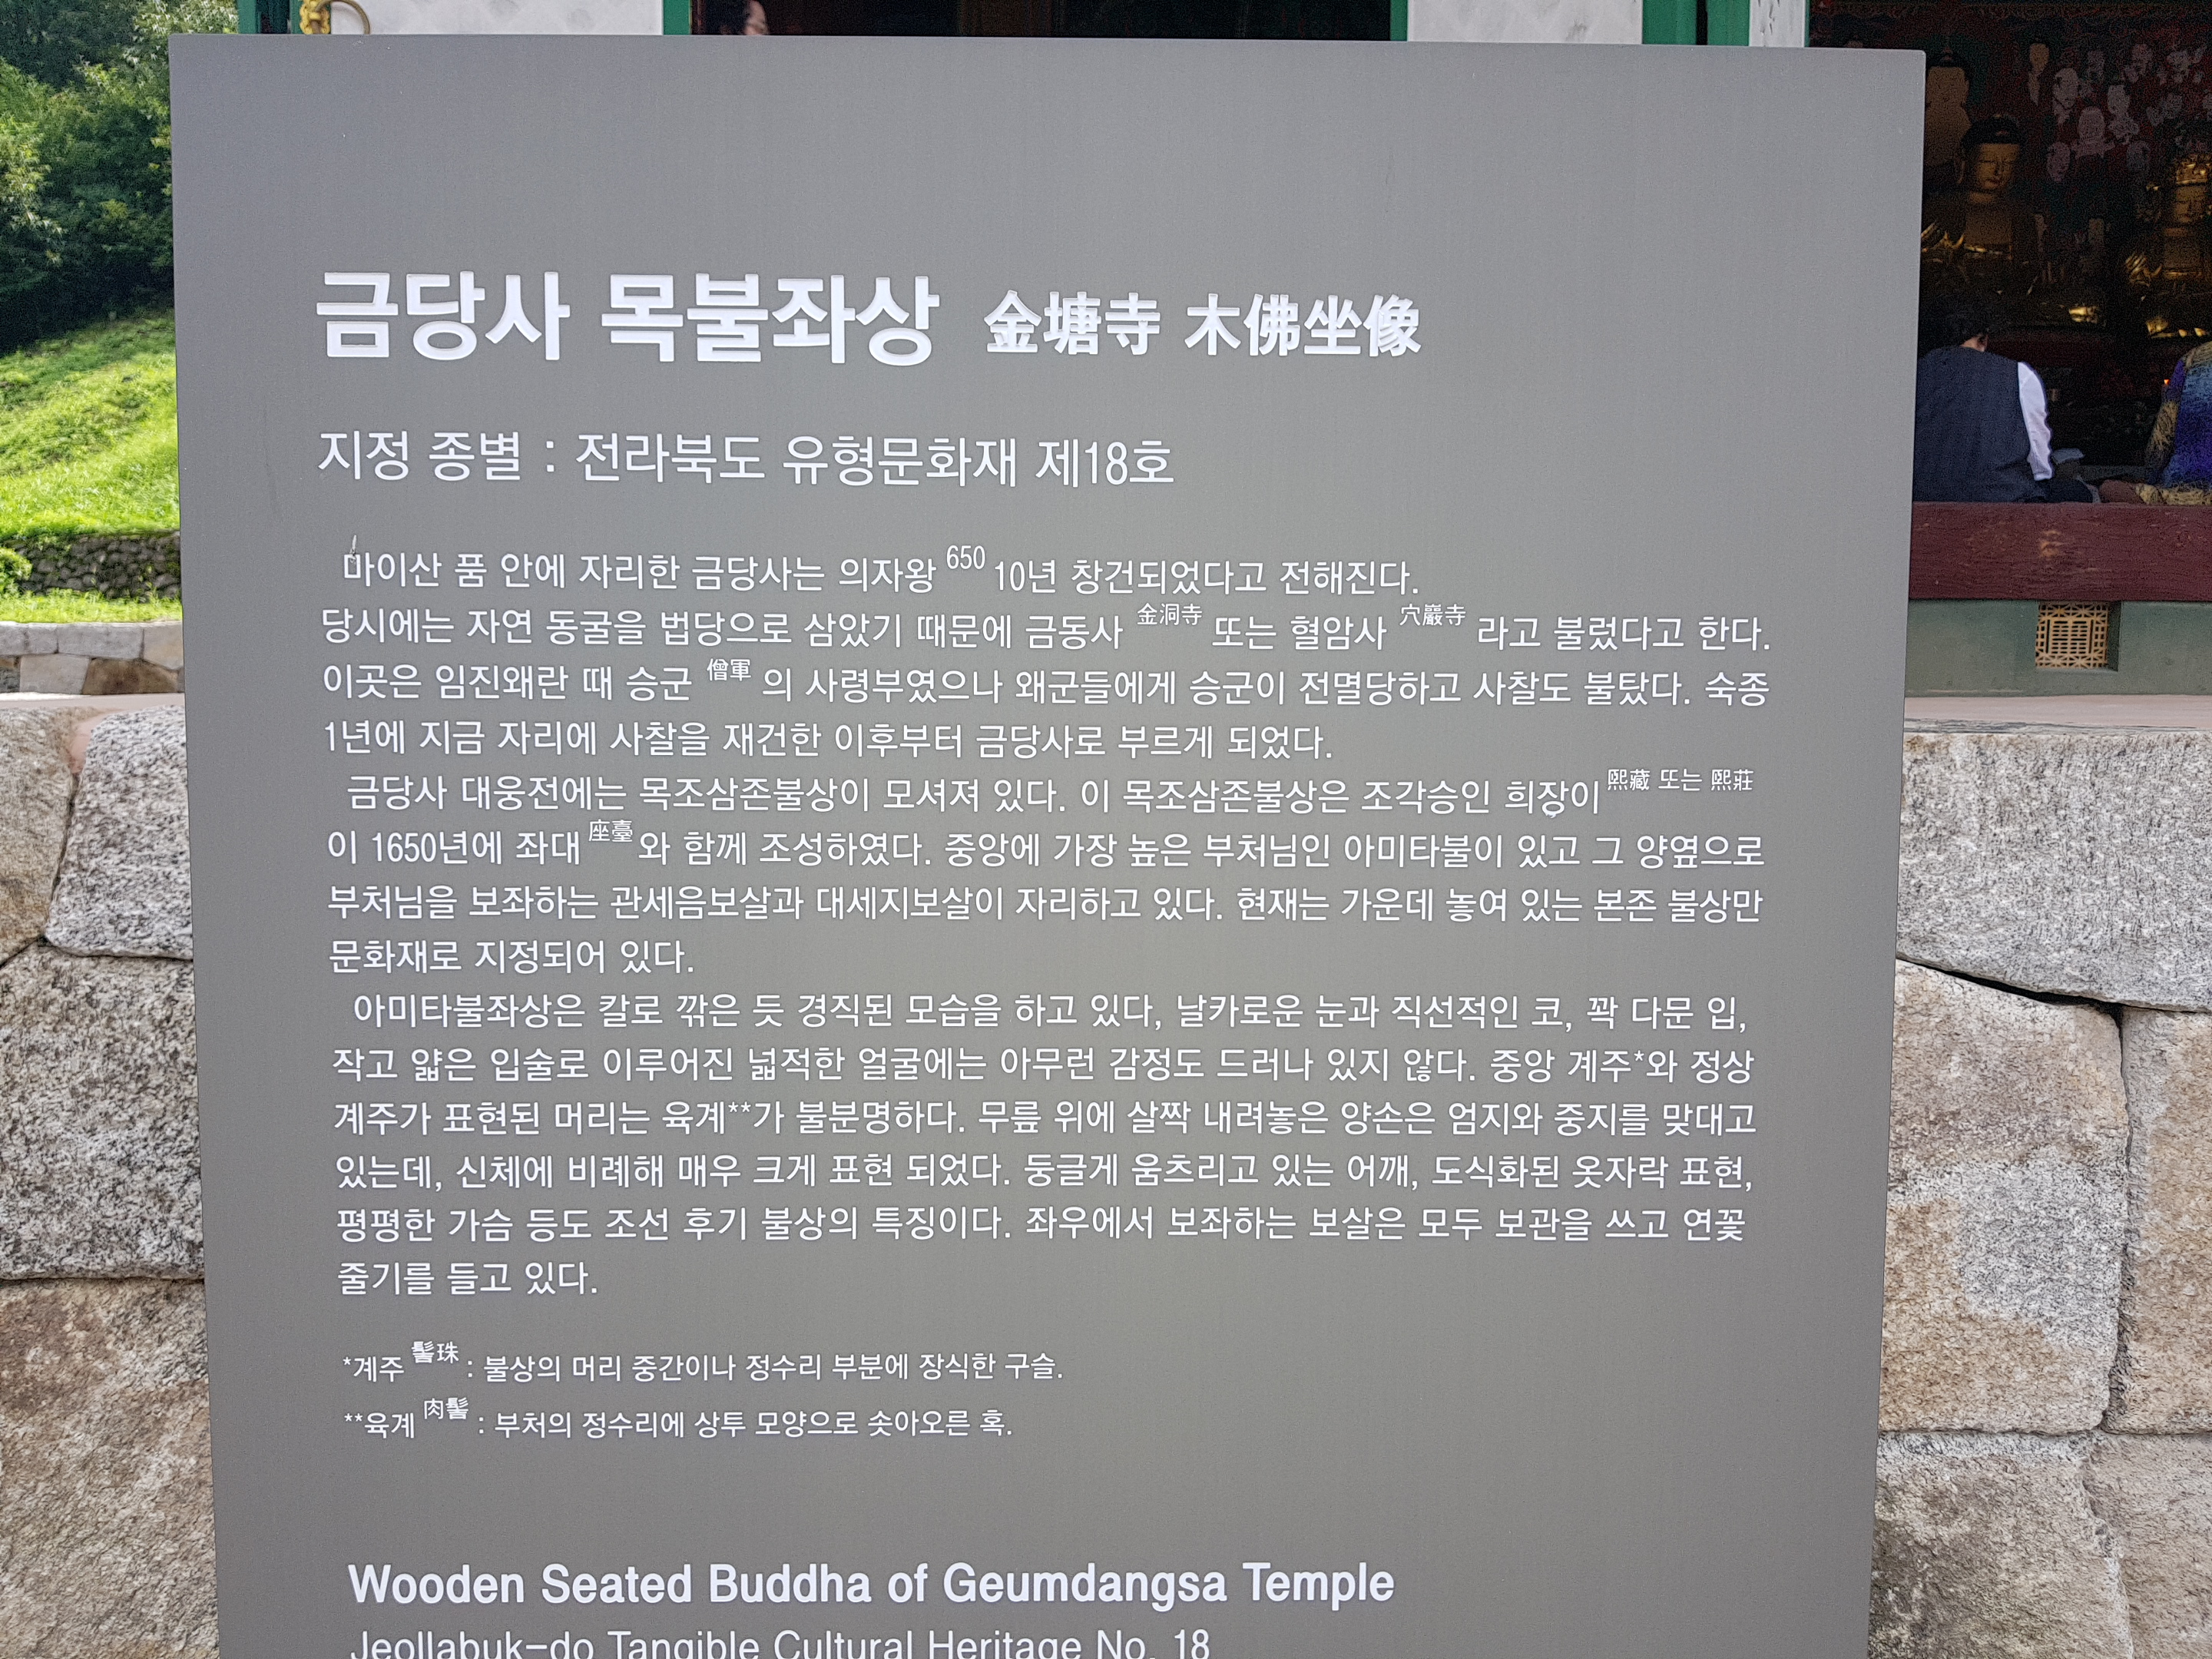 금당사 목불좌상 金塘寺 木佛坐像
지정 종별 : 전라북도 유형문화재 제18호
마이산 품 안에 자리한 금당사는 의자왕 650 10년 창건되었다고 전해진다.
당시에는 자연 동굴을 법당으로 삼았기 때문에 금동사 金洞寺 또는 혈암사 穴巖寺 라고 불렀다고 한다.
이곳은 임진왜란 때 승군 僧軍 의 사령부였으나 왜군들에게 승군이 전멸당하고 사찰도 불탔다. 숙종
1년에 지금 자리에 사찰을 재건한 이후부터 금당사로 부르게 되었다.
금당사 대웅전에는 목조삼존불상이 모셔져 있다. 이 목조삼존불상은 조각승인 희장이 熙藏 또는 熙莊
이 1650년에 좌대 座臺 와 함께 조성하였다. 중앙에 가장 높은 부처님인 아미타불이 있고 그 양옆으로
부처님을 보좌하는 관세음보살과 대세지보살이 자리하고 있다. 현재는 가운데 놓여 있는 본존 불상만
문화재로 지정되어 있다.
아미타불좌상은 칼로 깎은 듯 경직된 모습을 하고 있다, 날카로운 눈과 직선적인 코, 꽉 다문 입,
작고 얇은 입술로 이루어진 넓적한 얼굴에는 아무런 감정도 드러나 있지 않다. 중앙 계주*와 정상
계주가 표현된 머리는 육계**가 불분명하다. 무릎 위에 살짝 내려놓은 양손은 엄지와 중지를 맞대고
있는데, 신체에 비례해 매우 크게 표현 되었다. 둥글게 움츠리고 있는 어깨, 도식화된 옷자락 표현,
평평한 가슴 등도 조선 후기 불상의 특징이다. 좌우에서 보좌하는 보살은 모두 보관을 쓰고 연꽃
줄기를 들고 있다.
*계주 髻珠 : 불상의 머리 중간이나 정수리 부분에 장식한 구슬.
**육계 肉髻 : 부처의 정수리에 상투 모양으로 솟아오른 혹.
Wooden Seated Buddha of Geumdangsa Temple
Jeollabuk-do Tangible Cultural Heritage No. 18